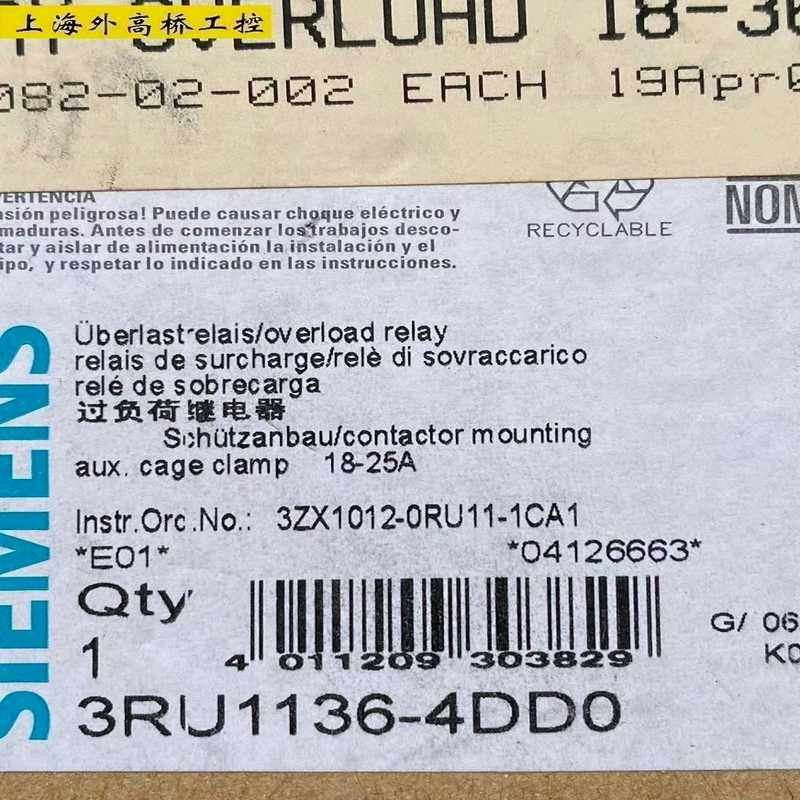 上海外高桥工控
OVERLOAD 18-30
082-02-002 EACH 19Apr0
ERTENCIA
nsión peligrosa! Puede causar choque eléctrico y
maduras. Antes de comenzar los trabajos desco-
tar y aislar de alimentación la instalación y el
ipo, y respetar lo indicado en las instrucciones.
RECYCLABLE
NOM
SIEMENS
Überlastrelais/overload relay
relais de surcharge/relè di sovraccarico
relé de sobrecarga
过负荷继电器
Schützanbau/contactor mounting
aux. cage clamp 18-25A
Instr.Orc.No.: 3ZX1012-0RU11-1CA1
*E01* *04126663*
Qty
1
4 011209 303829
G/ 06
K0
3RU1136-4DD0